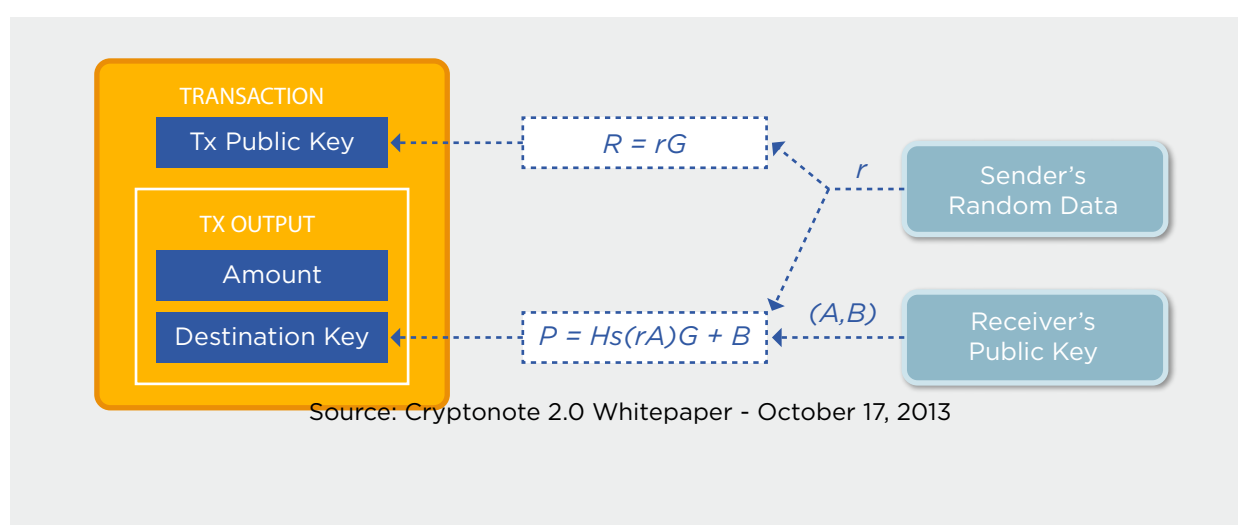 TRANSACTION
Tx Public Key
R = rG
r
Sender’s
Random Data
TX OUTPUT
Amount
Destination Key
P = Hs(rA)G + B
(A,B)
Receiver’s
Public Key
Source: Cryptonote 2.0 Whitepaper - October 17, 2013